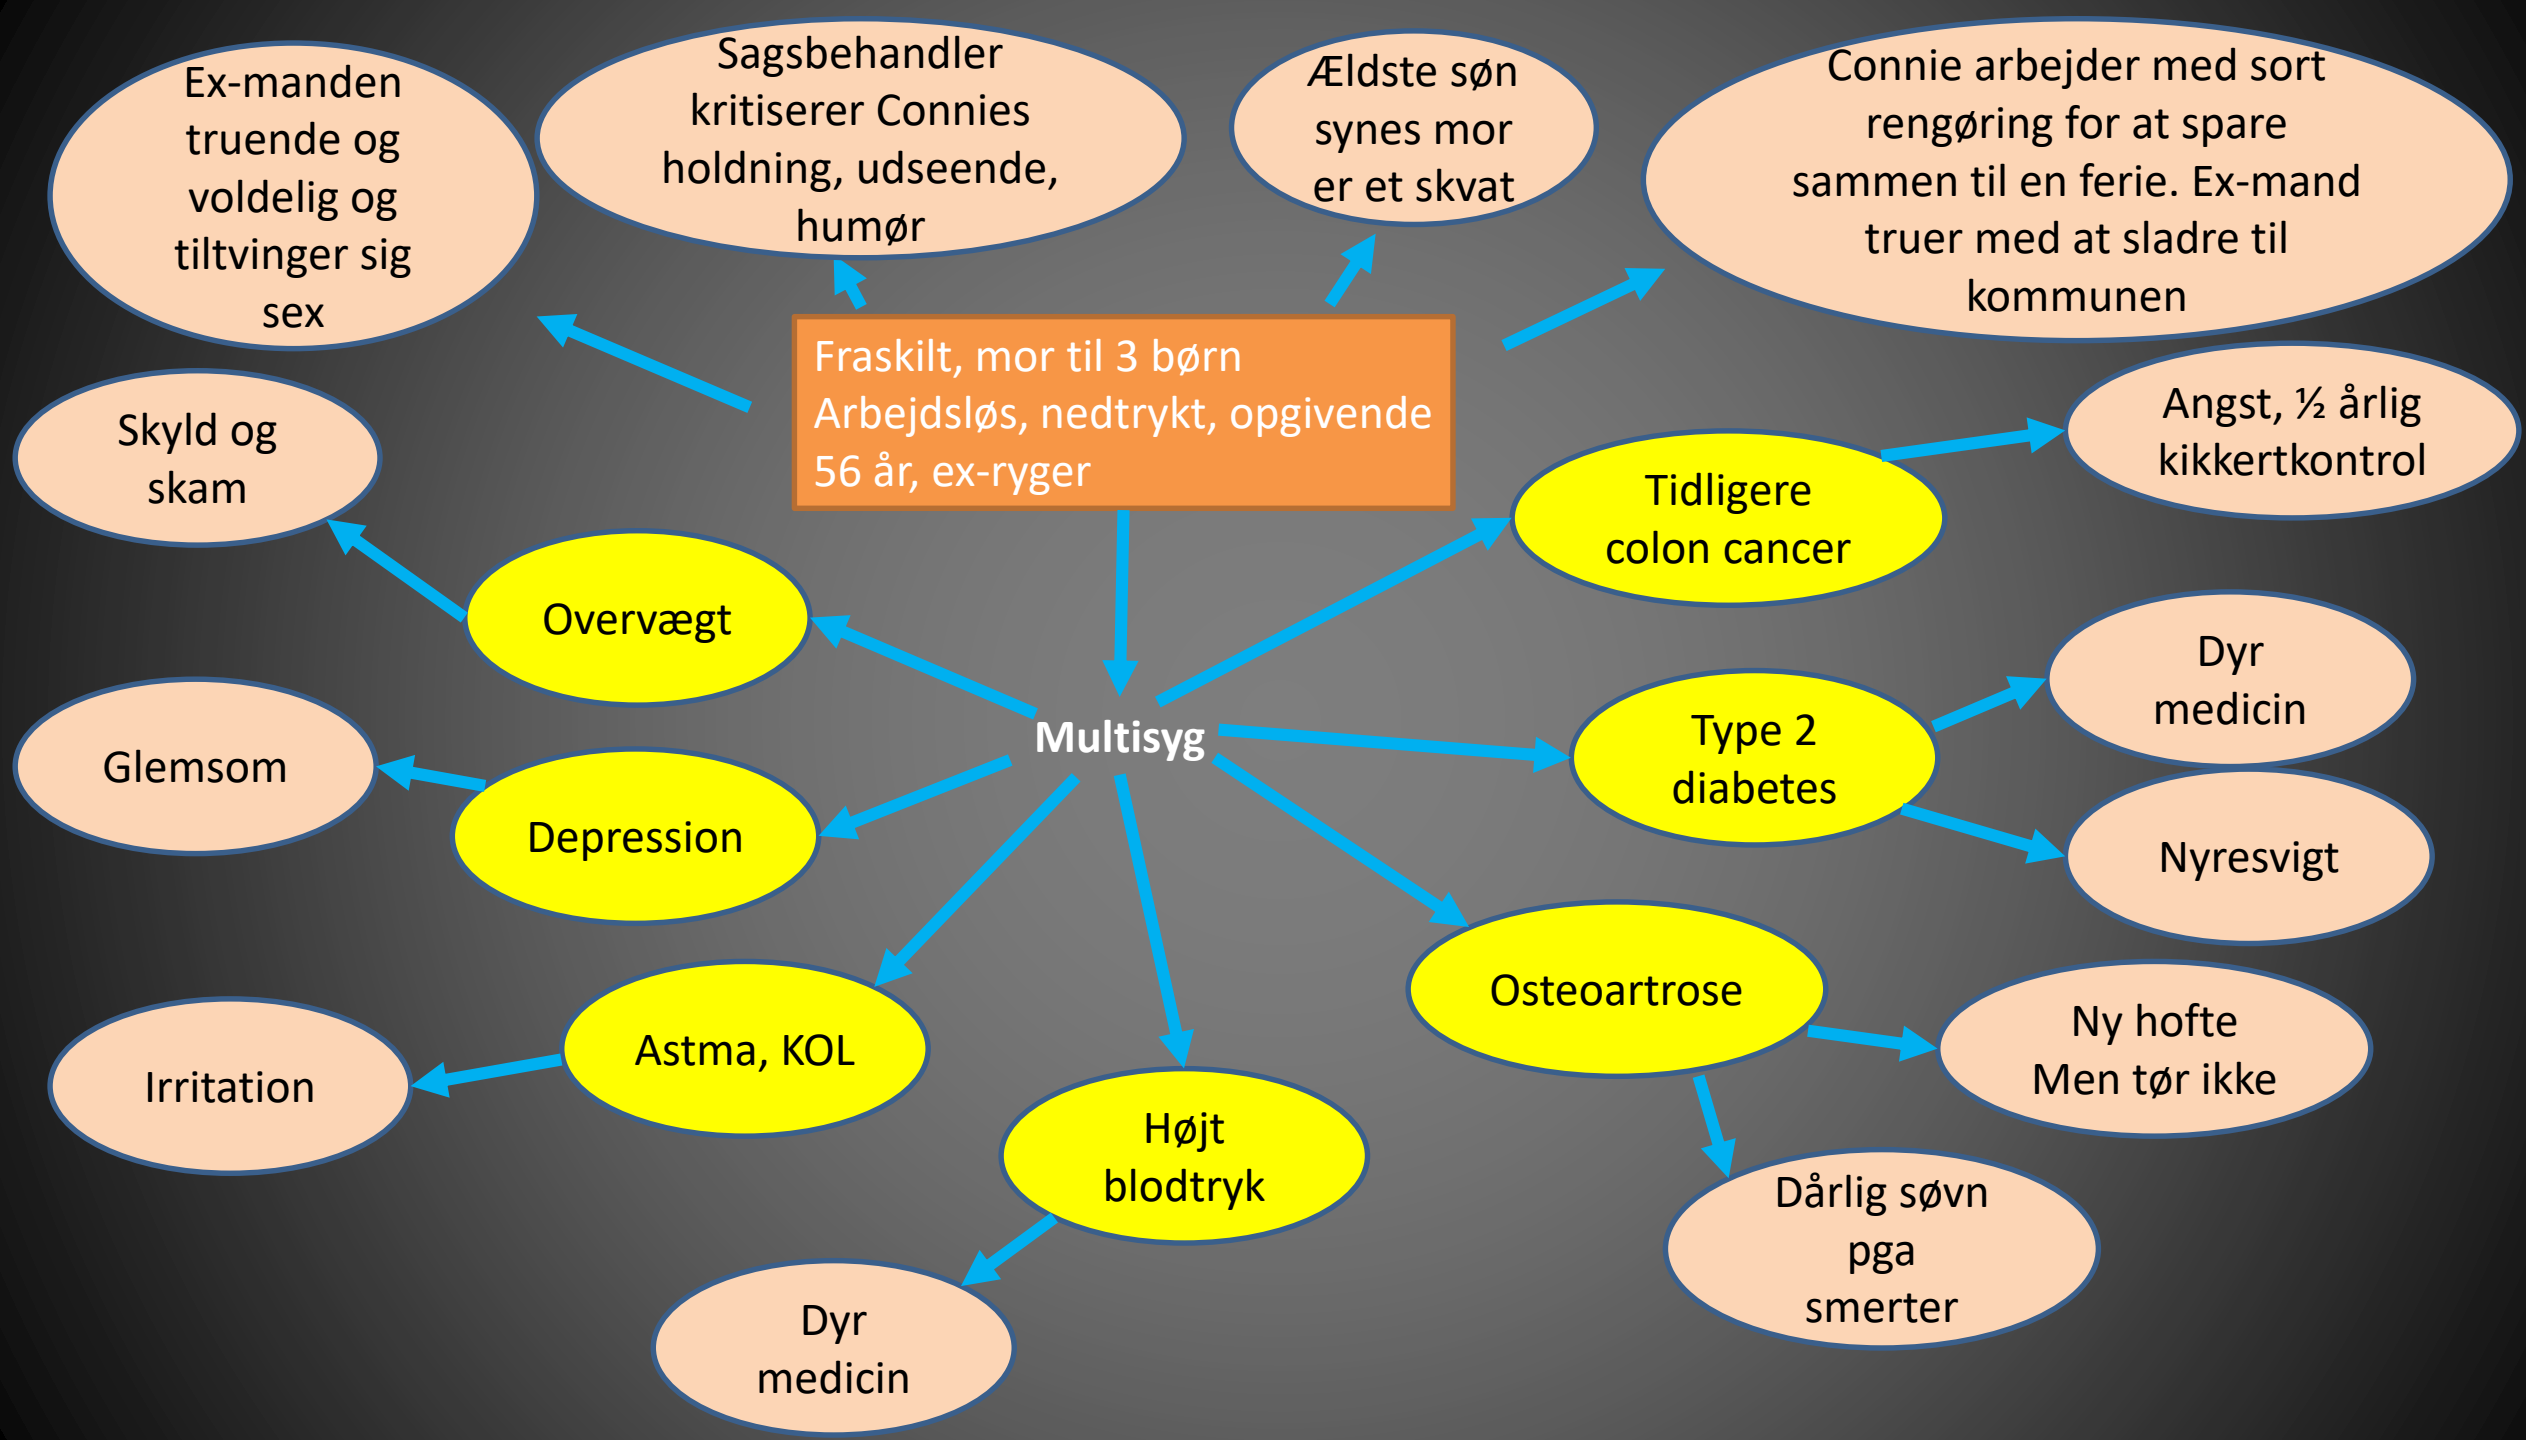 Ex-manden
truende og
voldelig og
tiltvinger sig
sex
Sagsbehandler
kritiserer Connies
holdning, udseende,
humør
Ældste søn
synes mor
er et skvat
Connie arbejder med sort
rengøring for at spare
sammen til en ferie. Ex-mand
truer med at sladre til
kommunen
Fraskilt, mor til 3 børn
Arbejdsløs, nedtrykt, opgivende
56 år, ex-ryger
Angst, ½ årlig
kikkertkontrol
Skyld og
skam
Tidligere
colon cancer
Overvægt
Dyr
medicin
Multisyg
Type 2
diabetes
Glemsom
Depression
Nyresvigt
Osteoartrose
Ny hofte
Men tør ikke
Astma, KOL
Irritation
Højt
blodtryk
Dårlig søvn
pga
smerter
Dyr
medicin